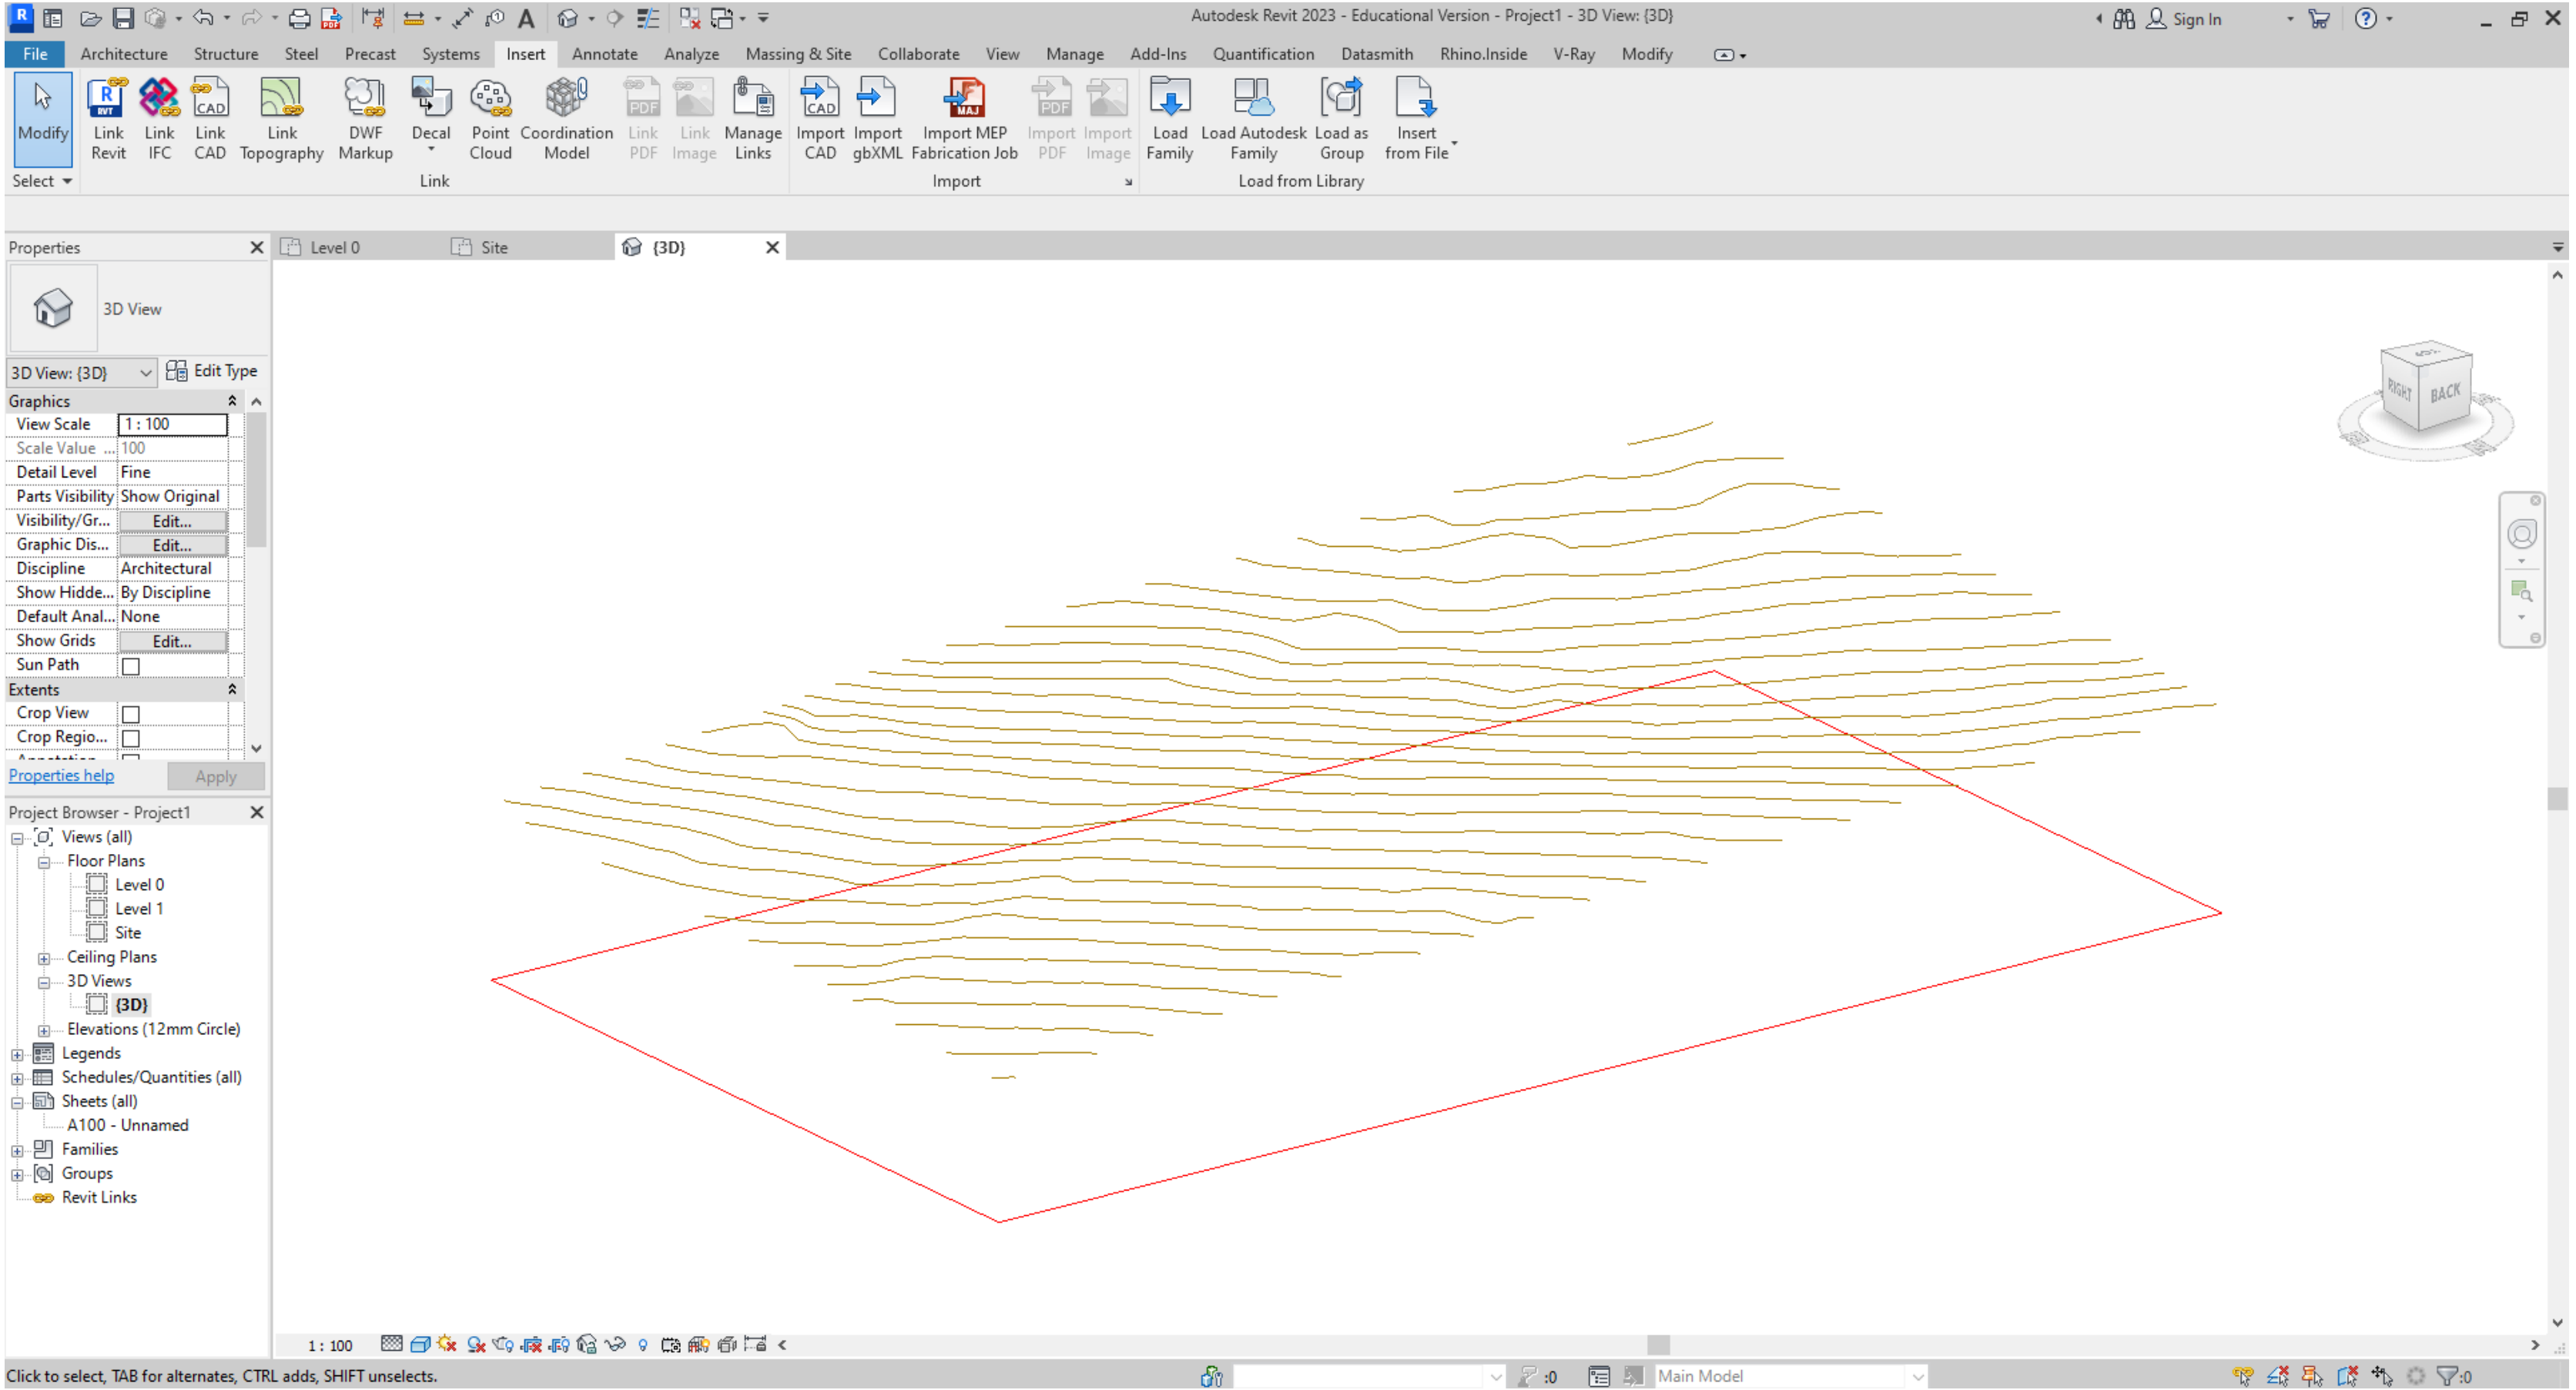 Autodesk Revit 2023 - Educational Version - Project1 - 3D View: {3D}
Sign In
File Architecture Structure Steel Precast Systems Insert Annotate Analyze Massing & Site Collaborate View Manage Add-Ins Quantification Datasmith Rhino.Inside V-Ray Modify
Modify
Link Revit
Link IFC
Link CAD
Link Topography
DWF Markup
Decal
Point Cloud
Coordination Model
Link PDF
Link Image
Manage Links
Import CAD
Import gbXML
Import MEP Fabrication Job
Import PDF
Import Image
Load Family
Load Autodesk Family
Load as Group
Insert from File
Select
Link
Import
Load from Library
Properties
Level 0
Site
{3D}
3D View
3D View: {3D}
Edit Type
Graphics
View Scale 1 : 100
Scale Value ... 100
Detail Level Fine
Parts Visibility Show Original
Visibility/Gr... Edit...
Graphic Dis... Edit...
Discipline Architectural
Show Hidde... By Discipline
Default Anal... None
Show Grids Edit...
Sun Path
Extents
Crop View
Crop Regio...
Properties help
Apply
Project Browser - Project1
Views (all)
Floor Plans
Level 0
Level 1
Site
Ceiling Plans
3D Views
{3D}
Elevations (12mm Circle)
Legends
Schedules/Quantities (all)
Sheets (all)
A100 - Unnamed
Families
Groups
Revit Links
RIGHT
BACK
1 : 100
Click to select, TAB for alternates, CTRL adds, SHIFT unselects.
:0
Main Model
:0